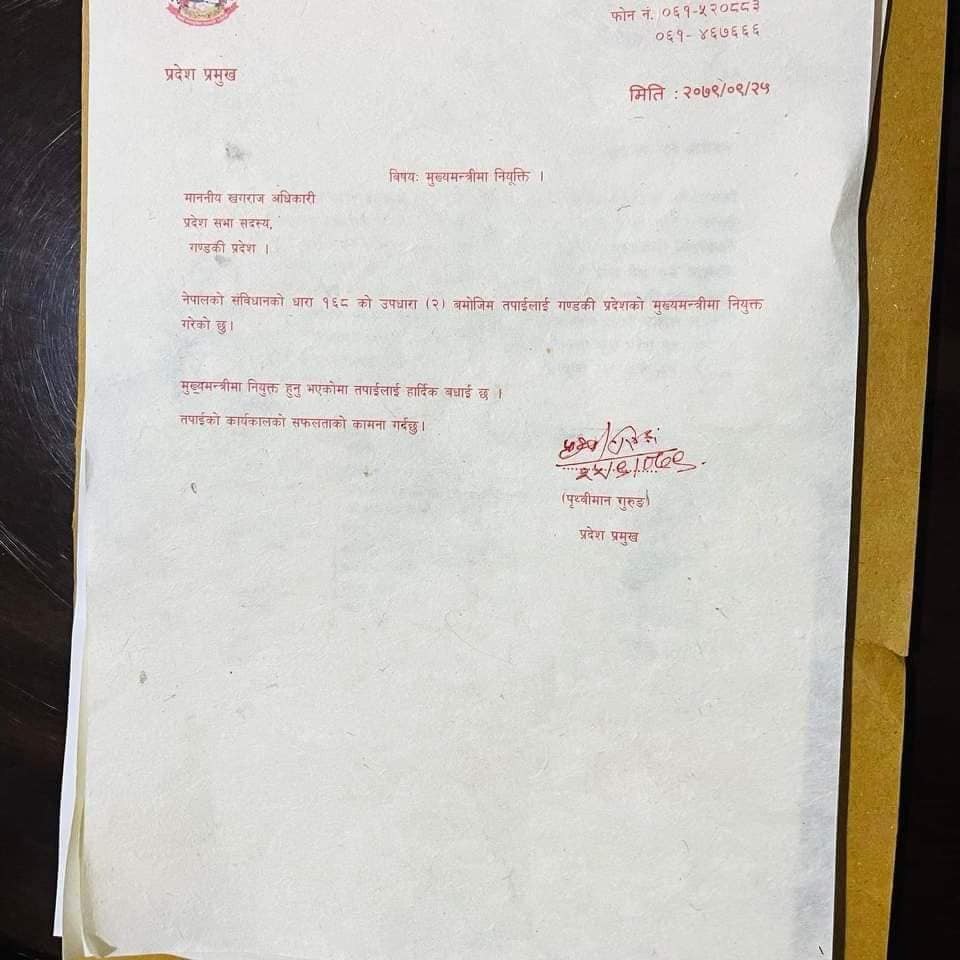 फोन नं. ०६१-५२०८८३
०६१- ४६७६६६
प्रदेश प्रमुख
मिति : २०७९/०९/२५
विषयः मुख्यमन्त्रीमा नियूक्ति ।
माननीय खगराज अधिकारी
प्रदेश सभा सदस्य,
गण्डकी प्रदेश ।
नेपालको संविधानको धारा १६८ को उपधारा (२) बमोजिम तपाईलाई गण्डकी प्रदेशको मुख्यमन्त्रीमा नियुक्त
गरेको छु।
मुख्यमन्त्रीमा नियुक्त हुनु भएकोमा तपाईलाई हार्दिक बधाई छ ।
तपाईको कार्यकालको सफलताको कामना गर्दछु।
(पृथ्वीमान गुरुङ)
प्रदेश प्रमुख